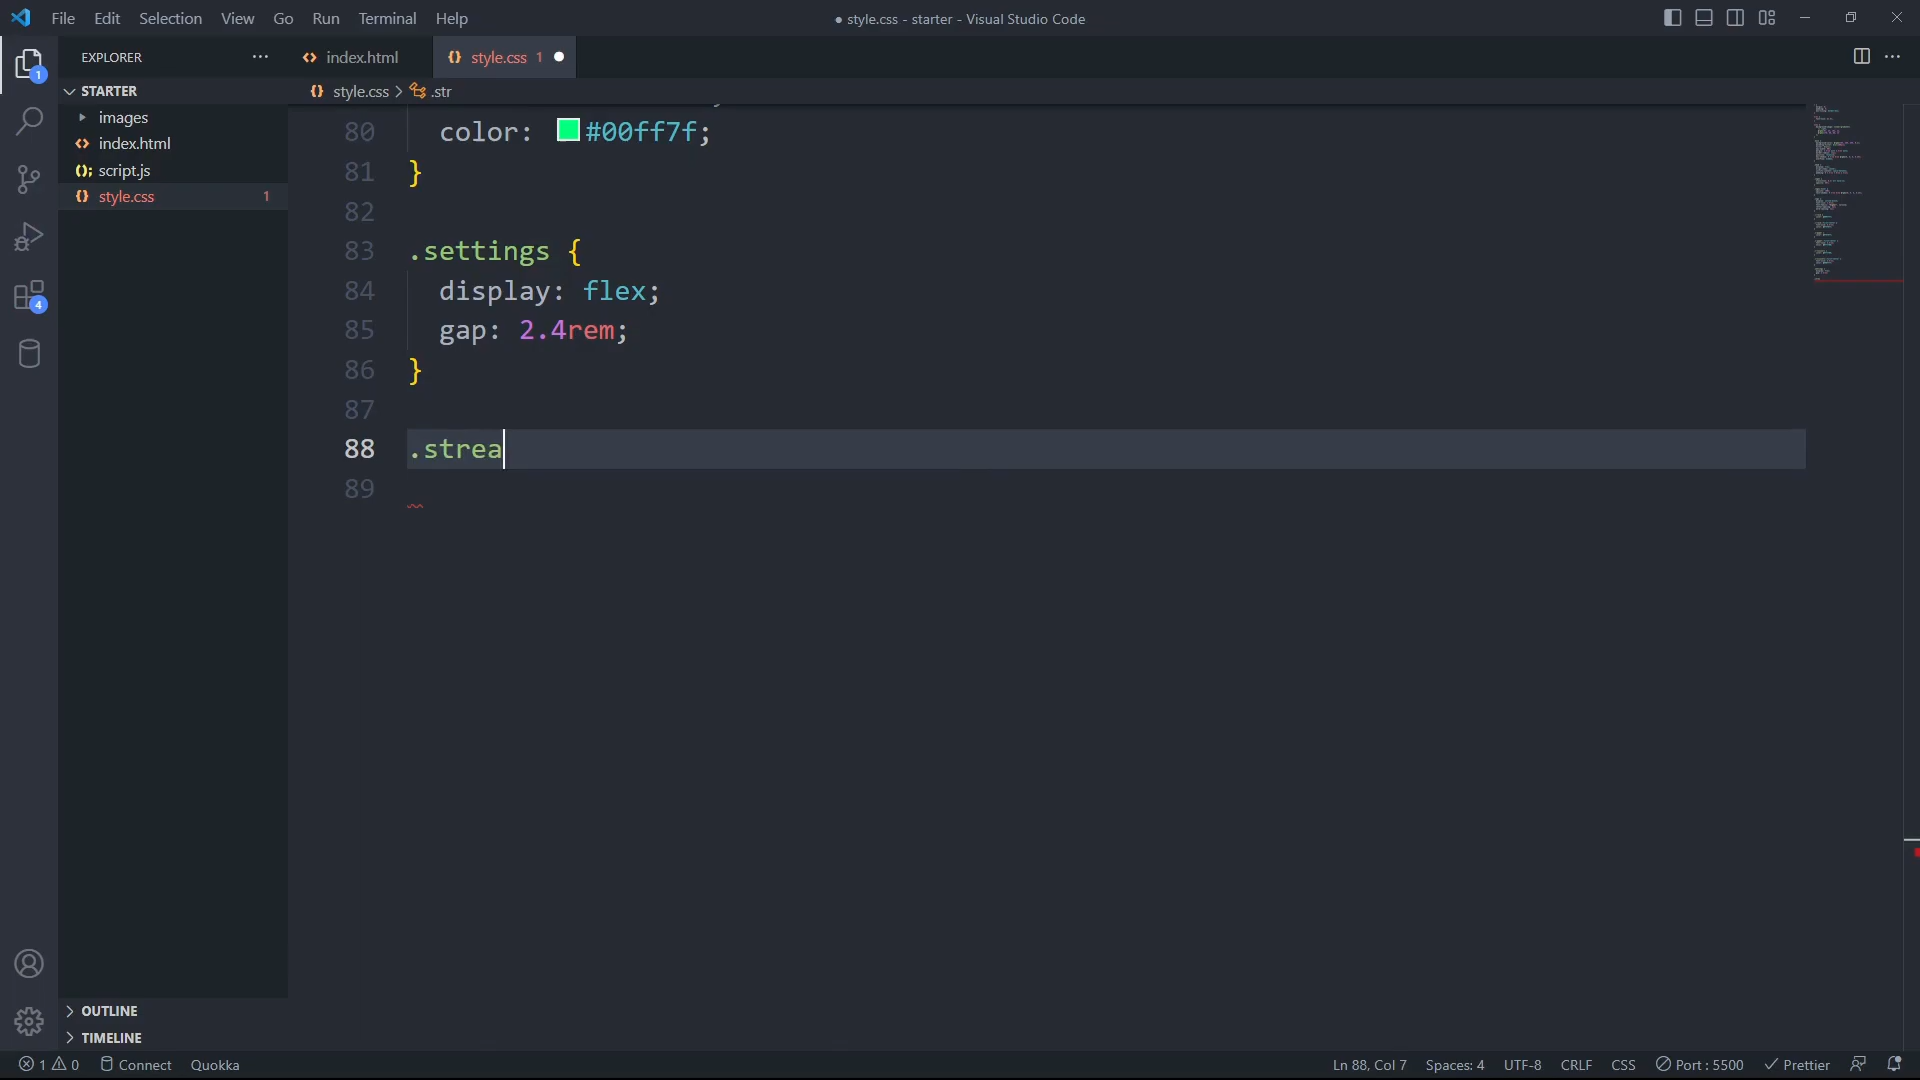 File Edit Selection View Go Run Terminal Help
● style.css - starter - Visual Studio Code
EXPLORER
index.html
{} style.css 1
STARTER
{} style.css > .str
images
index.html
script.js
{} style.css 1
80 color: #00ff7f;
81 }
82
83 .settings {
84 display: flex;
85 gap: 2.4rem;
86 }
87
88 .strea
89
1
4
OUTLINE
TIMELINE
1 0 Connect Quokka
Ln 88, Col 7 Spaces: 4 UTF-8 CRLF CSS Port : 5500 Prettier